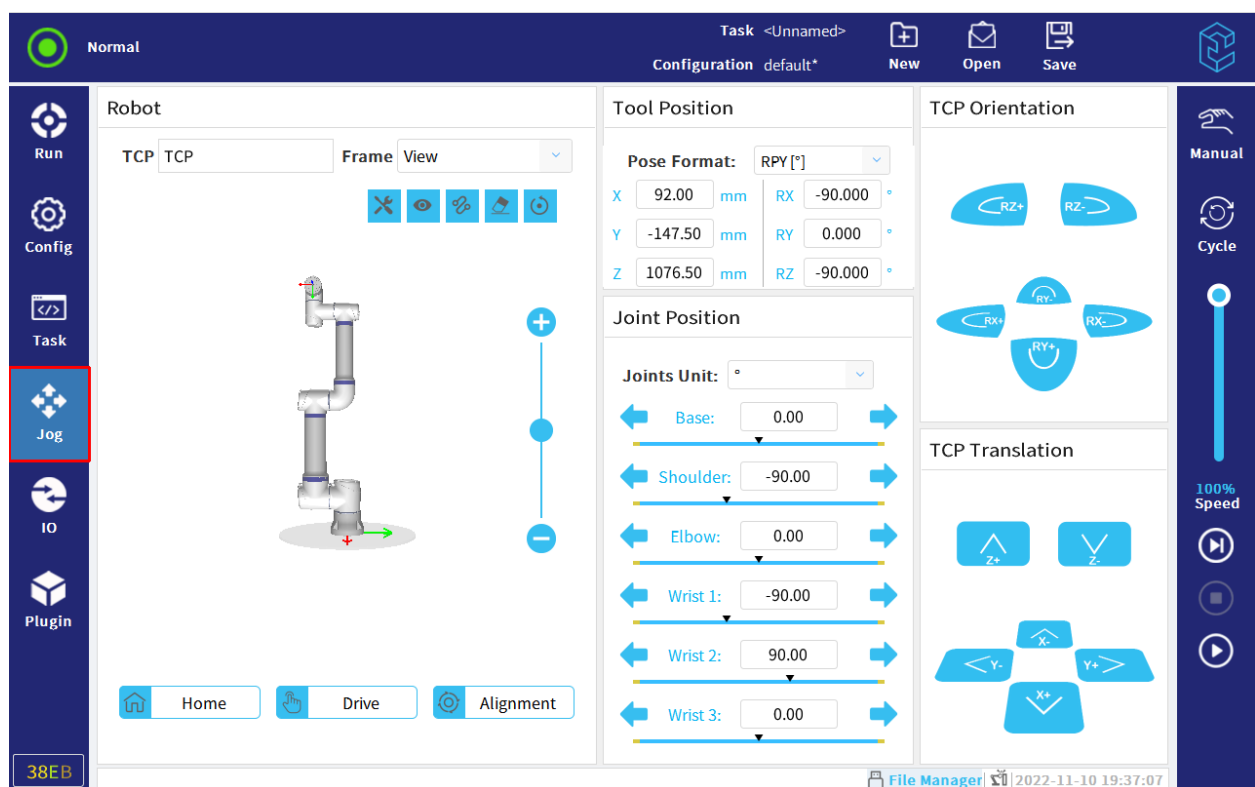 Normal
Task <Unnamed>
Configuration default*
New
Open
Save
Run
Config
Task
Jog
IO
Plugin
38EB
Robot
TCP TCP
Frame View
Home
Drive
Alignment
Tool Position
Pose Format: RPY [°]
X 92.00 mm RX -90.000 °
Y -147.50 mm RY 0.000 °
Z 1076.50 mm RZ -90.000 °
Joint Position
Joints Unit: °
Base: 0.00
Shoulder: -90.00
Elbow: 0.00
Wrist 1: -90.00
Wrist 2: 90.00
Wrist 3: 0.00
TCP Orientation
RZ+ RZ-
RY-
RX+ RX-
RY+
TCP Translation
Z+ Z-
X-
Y- Y+
X+
Manual
Cycle
100%
Speed
File Manager 2022-11-10 19:37:07